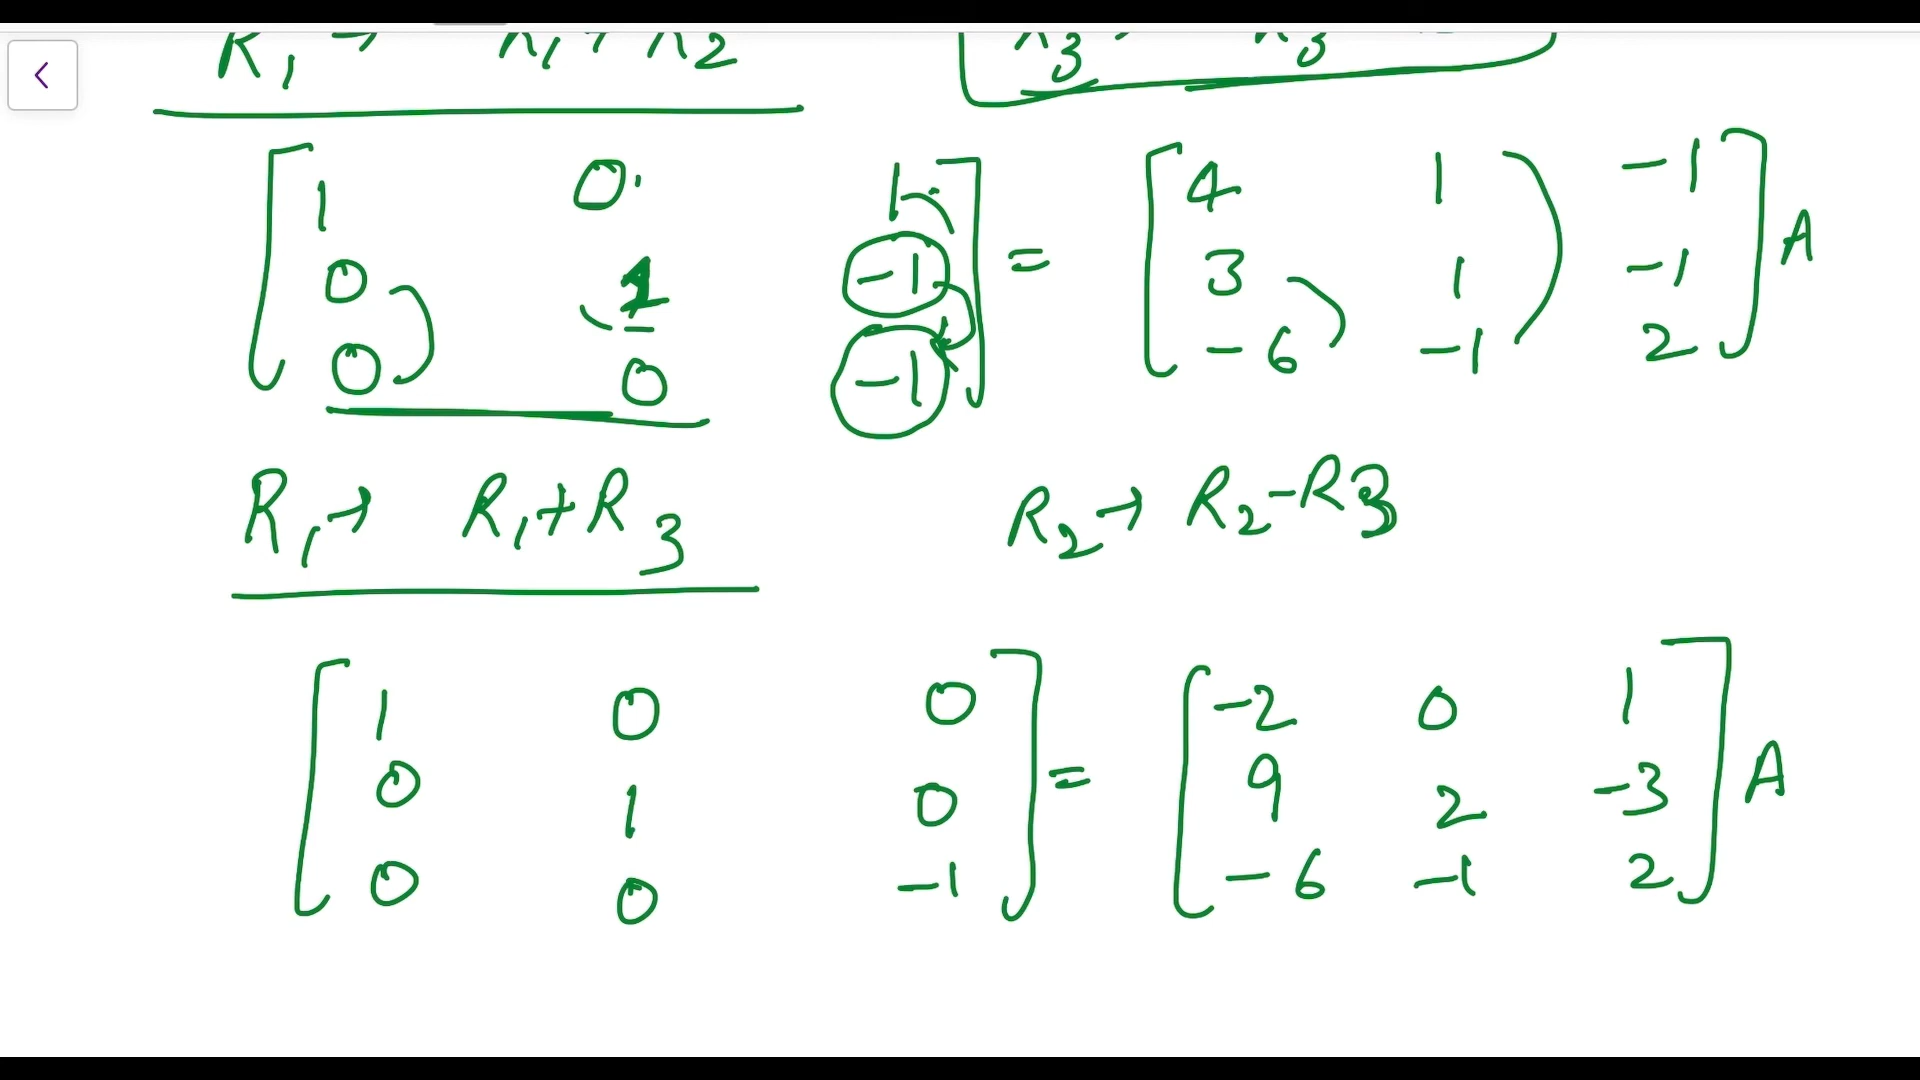 R₁ → R₁ + R₂ R₃ → R₃
1 0 1 = 4 1 -1 A
0 1 -1 3 1 -1
0 0 -1 -6 -1 2
R₁ → R₁ + R₃ R₂ → R₂ - R₃
1 0 0 = -2 0 1 A
0 1 0 9 2 -3
0 0 -1 -6 -1 2